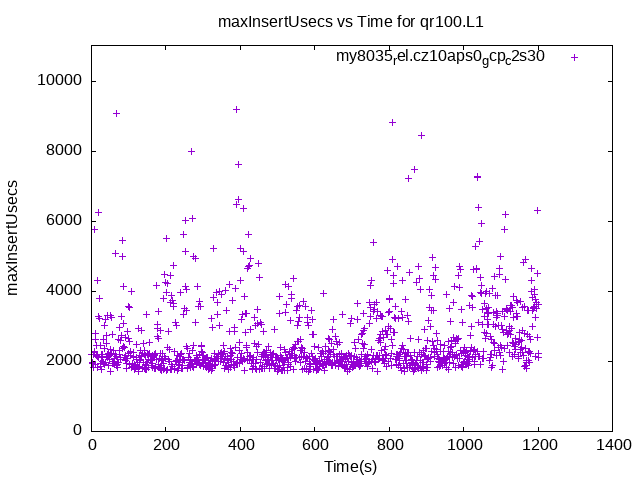 maxInsertUsecs vs Time for qr100.L1
my8035rel.cz10aps0gcpc2s30
10000
8000
6000
4000
2000
0
maxInsertUsecs
0 200 400 600 800 1000 1200 1400
Time(s)